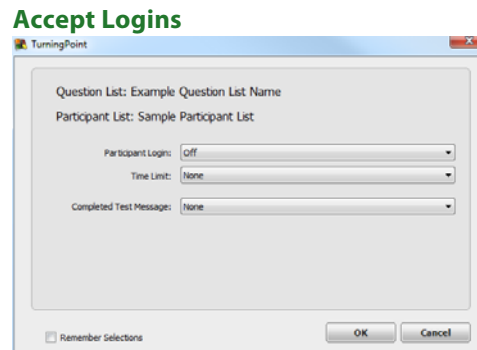 Accept Logins
TurningPoint
Question List: Example Question List Name
Participant List: Sample Participant List
Participant Login: Off
Time Limit: None
Completed Test Message: None
Remember Selections
OK Cancel